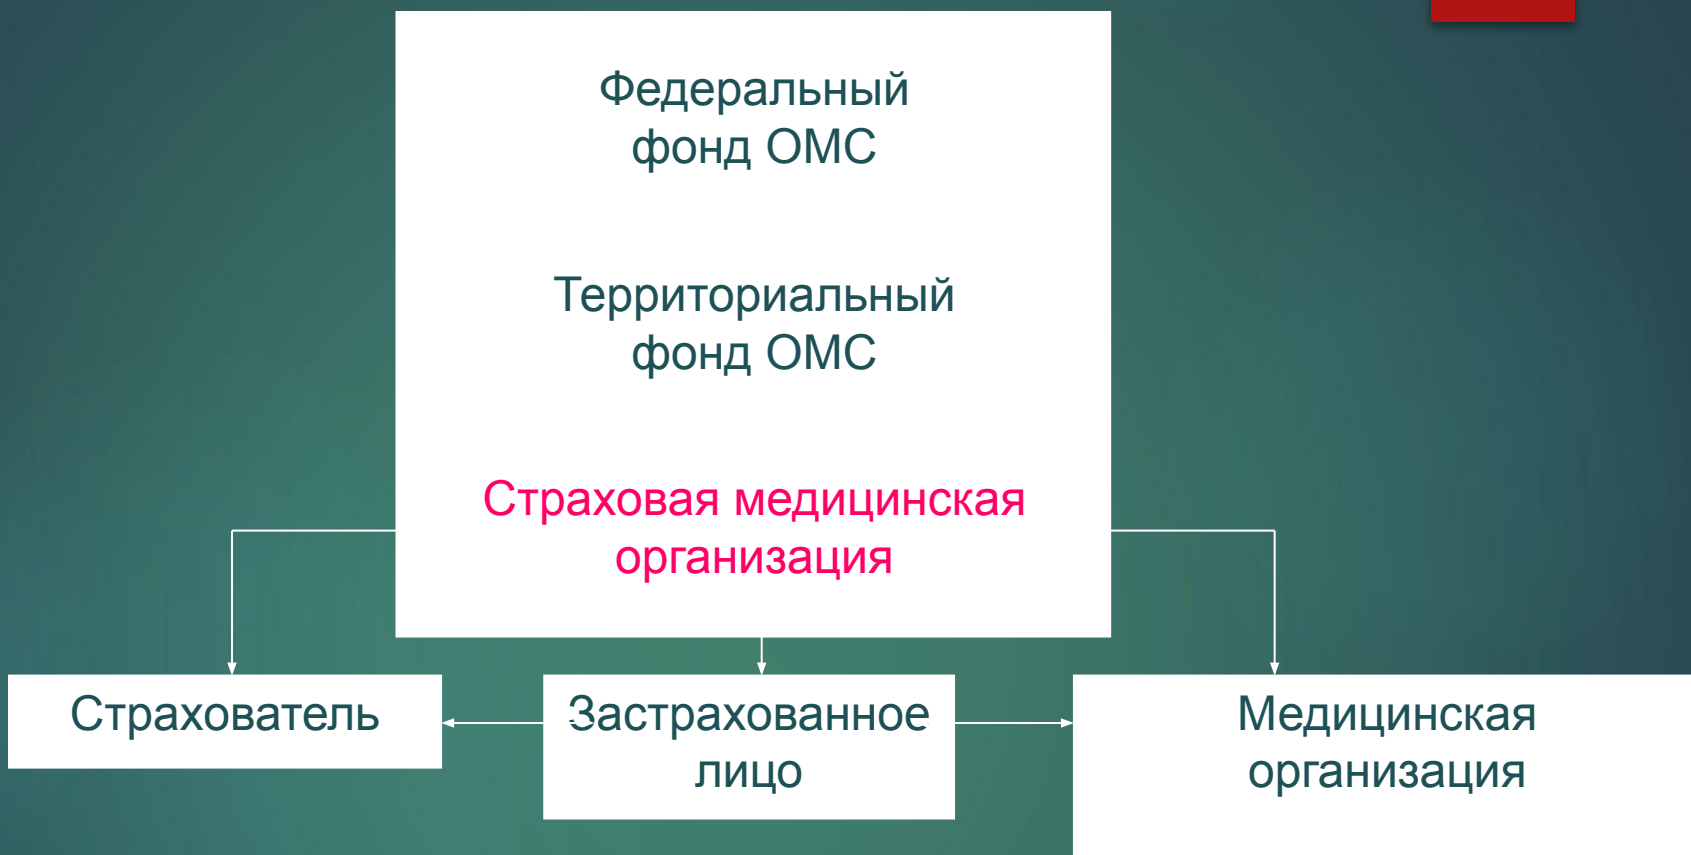 Федеральный
фонд ОМС
Территориальный
фонд ОМС
Страховая медицинская
организация
Страхователь
Застрахованное
лицо
Медицинская
организация